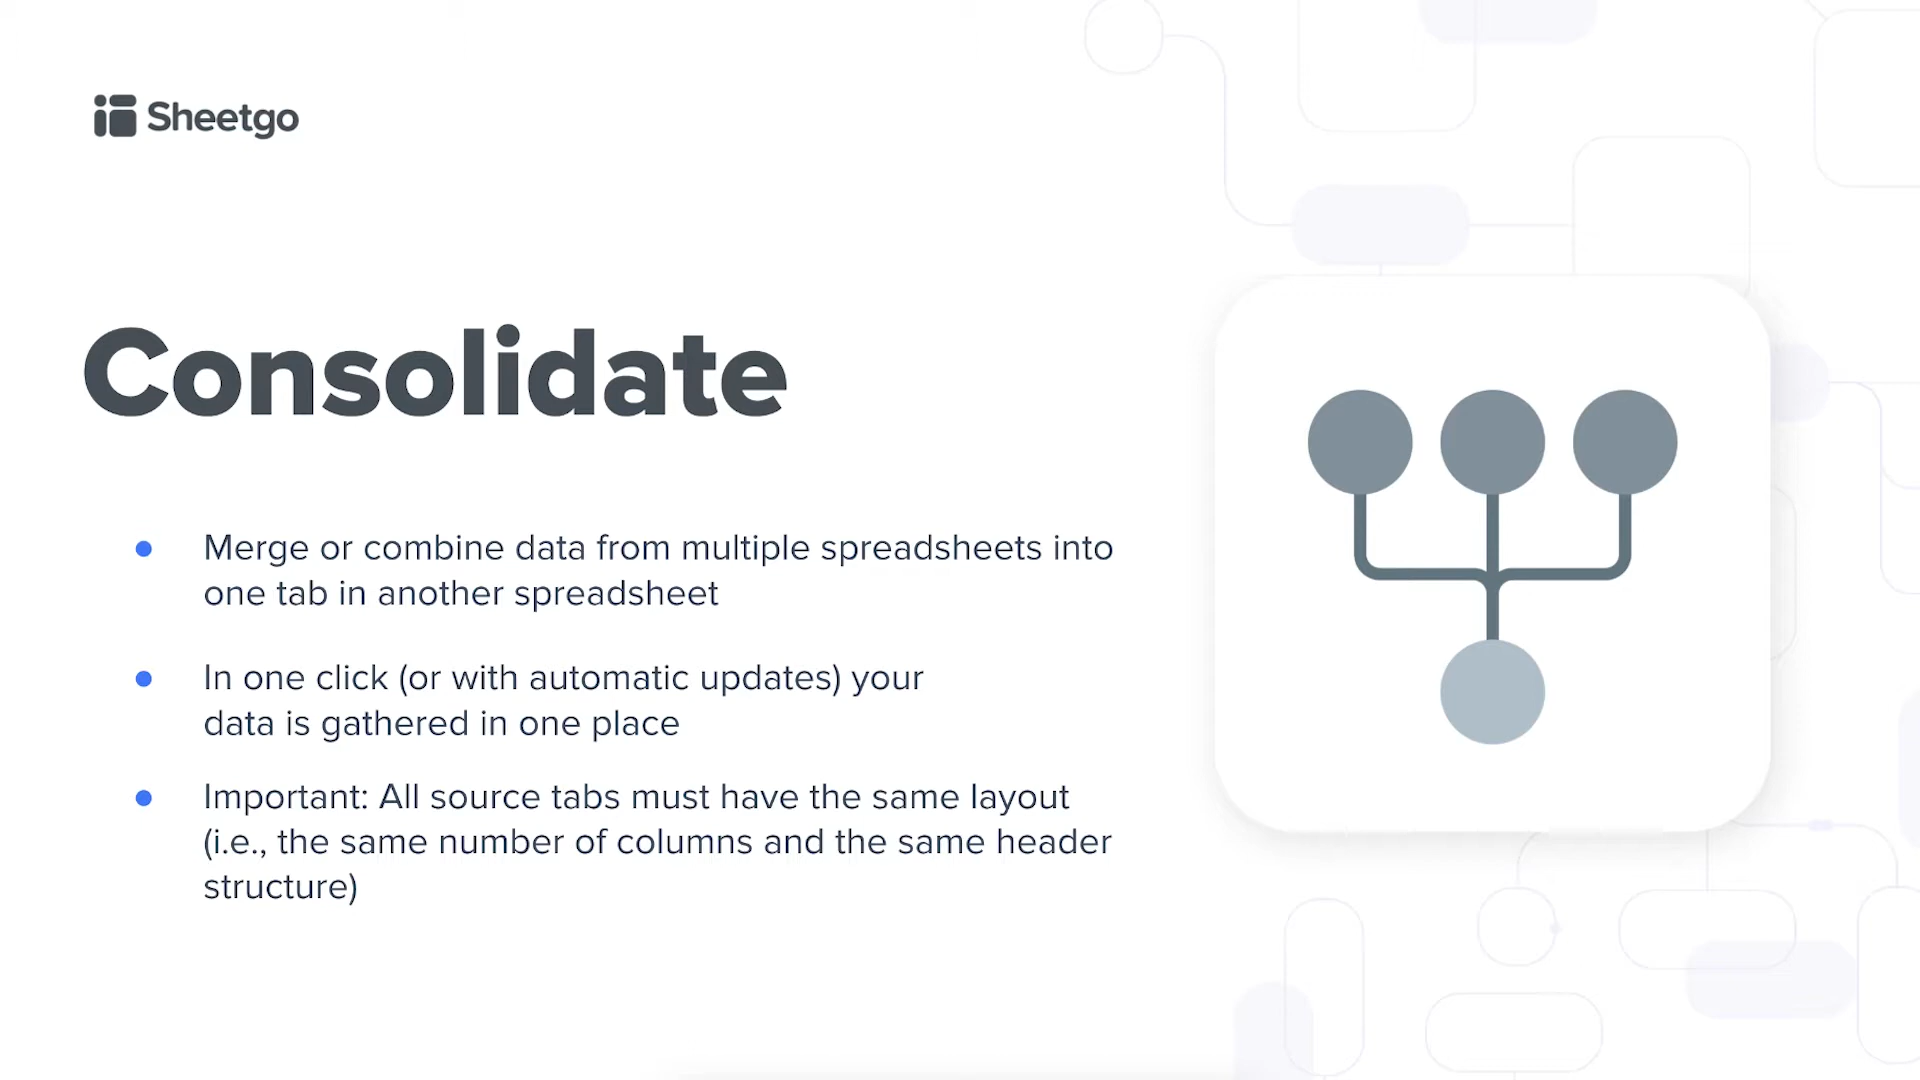 Sheetgo
Consolidate
Merge or combine data from multiple spreadsheets into
one tab in another spreadsheet
In one click (or with automatic updates) your
data is gathered in one place
Important: All source tabs must have the same layout
(i.e., the same number of columns and the same header
structure)